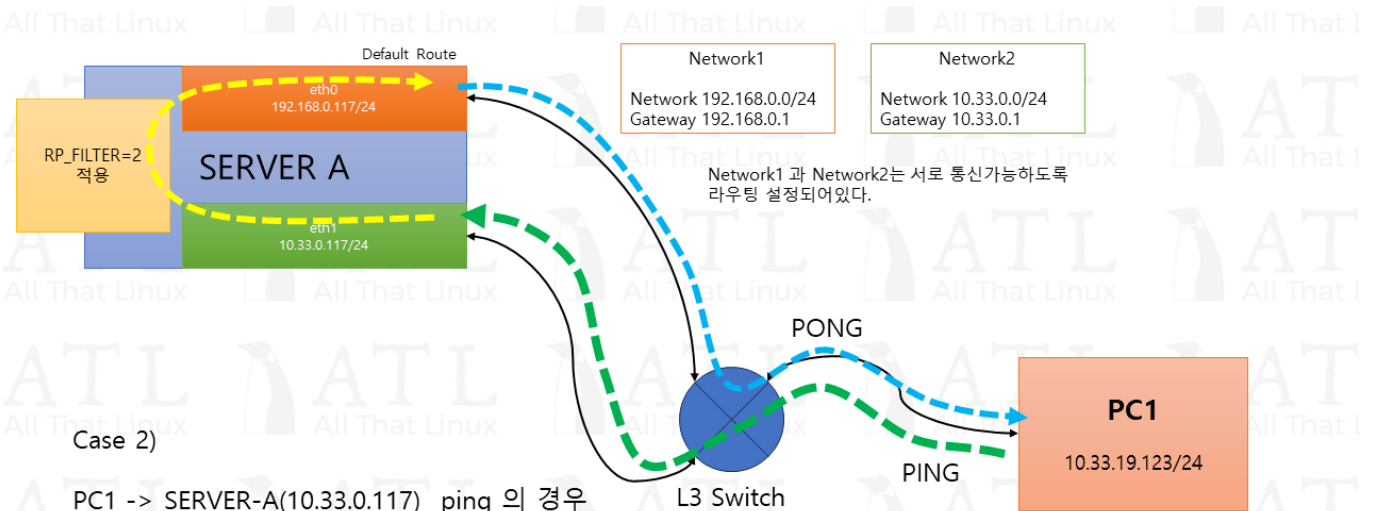 Default Route
eth0
192.168.0.117/24
RP_FILTER=2
적용
SERVER A
eth1
10.33.0.117/24
Network1
Network 192.168.0.0/24
Gateway 192.168.0.1
Network2
Network 10.33.0.0/24
Gateway 10.33.0.1
Network1 과 Network2는 서로 통신가능하도록
라우팅 설정되어있다.
PONG
PING
PC1
10.33.19.123/24
L3 Switch
Case 2)
PC1 -> SERVER-A(10.33.0.117) ping 의 경우
ATL
All That Linux